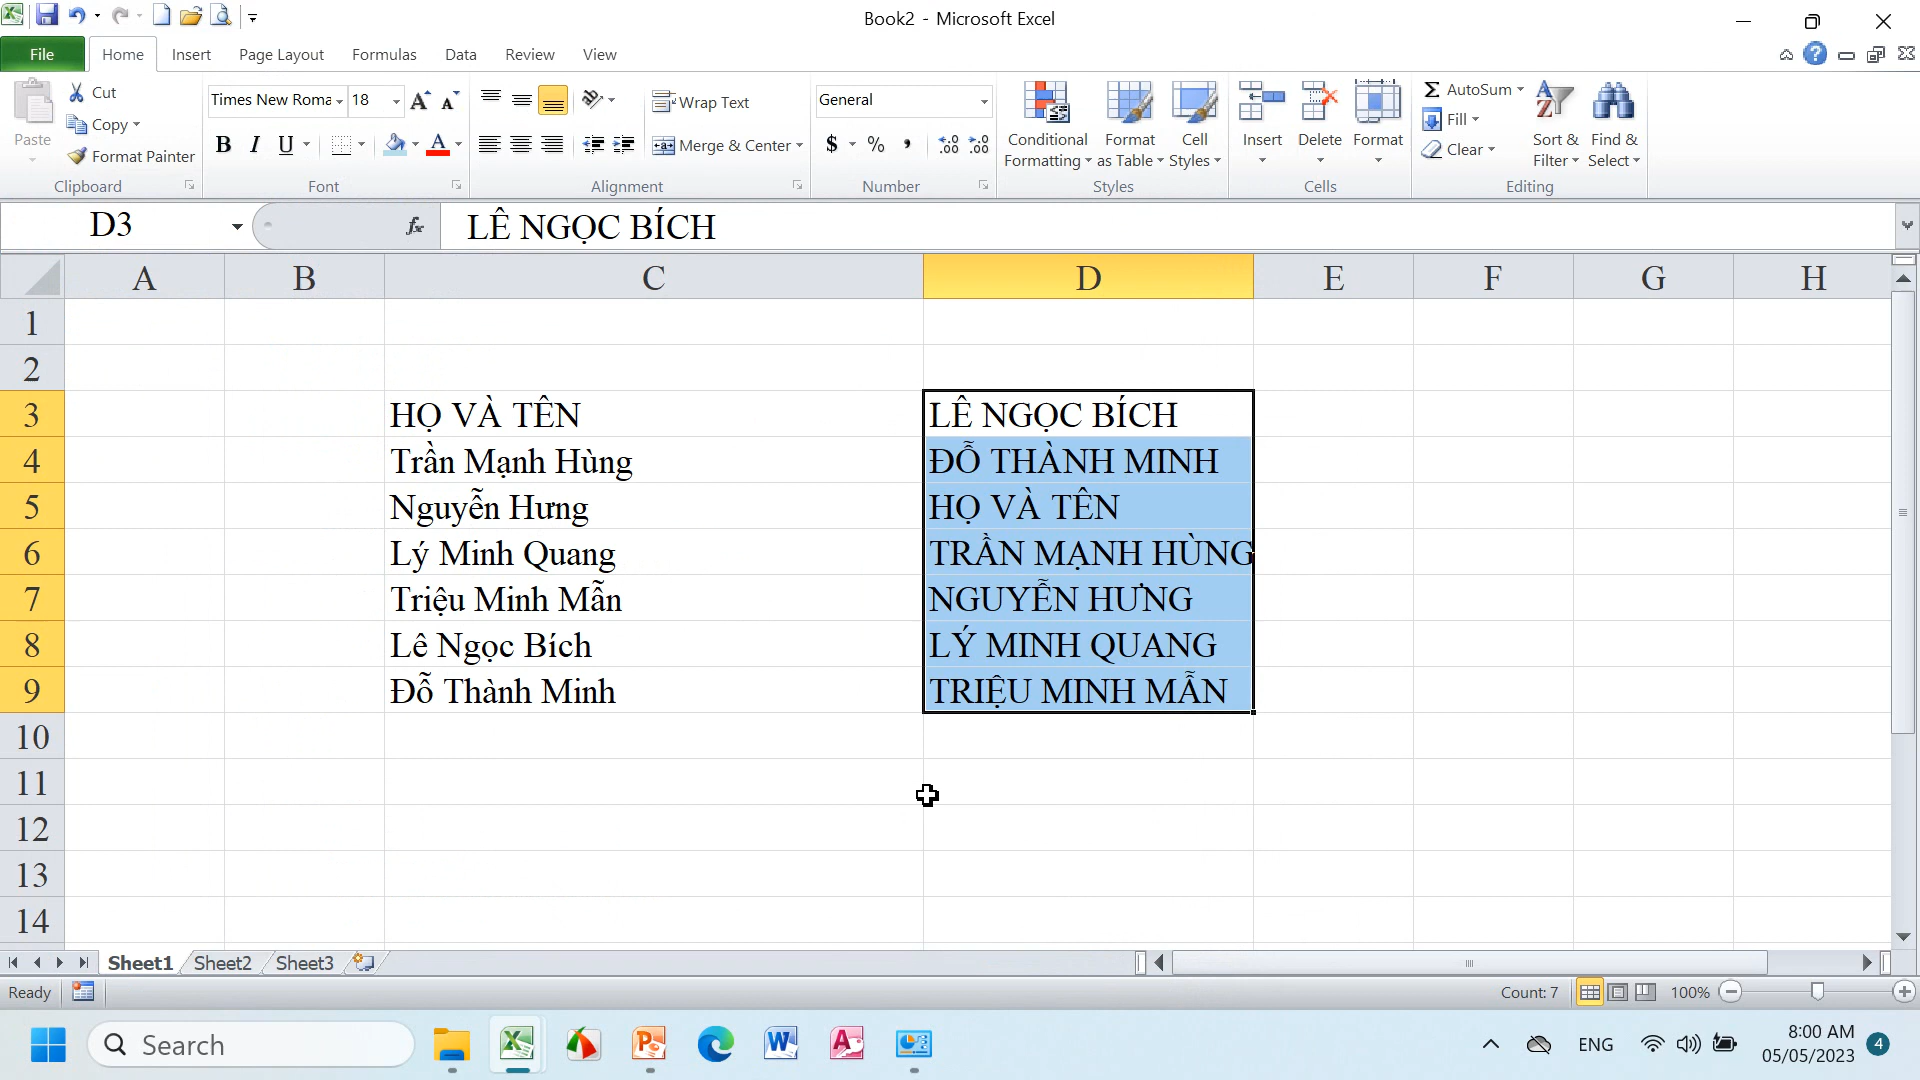 Book2 - Microsoft Excel
File Home Insert Page Layout Formulas Data Review View
Paste
Cut
Copy
Format Painter
Clipboard
Times New Roma 18
B I U
Font
Wrap Text
Merge & Center
Alignment
General
$ % ,
Number
Conditional Formatting
Format as Table
Cell Styles
Styles
Insert Delete Format
Cells
AutoSum
Fill
Clear
Sort & Filter
Find & Select
Editing
D3 fx LÊ NGỌC BÍCH
A B C D E F G H
1
2
3 HỌ VÀ TÊN LÊ NGỌC BÍCH
4 Trần Mạnh Hùng ĐỖ THÀNH MINH
5 Nguyễn Hưng HỌ VÀ TÊN
6 Lý Minh Quang TRẦN MẠNH HÙNG
7 Triệu Minh Mẫn NGUYỄN HƯNG
8 Lê Ngọc Bích LÝ MINH QUANG
9 Đỗ Thành Minh TRIỆU MINH MẪN
10
11
12
13
14
Sheet1 Sheet2 Sheet3
Ready Count: 7 100%
Search ENG 8:00 AM 4
05/05/2023